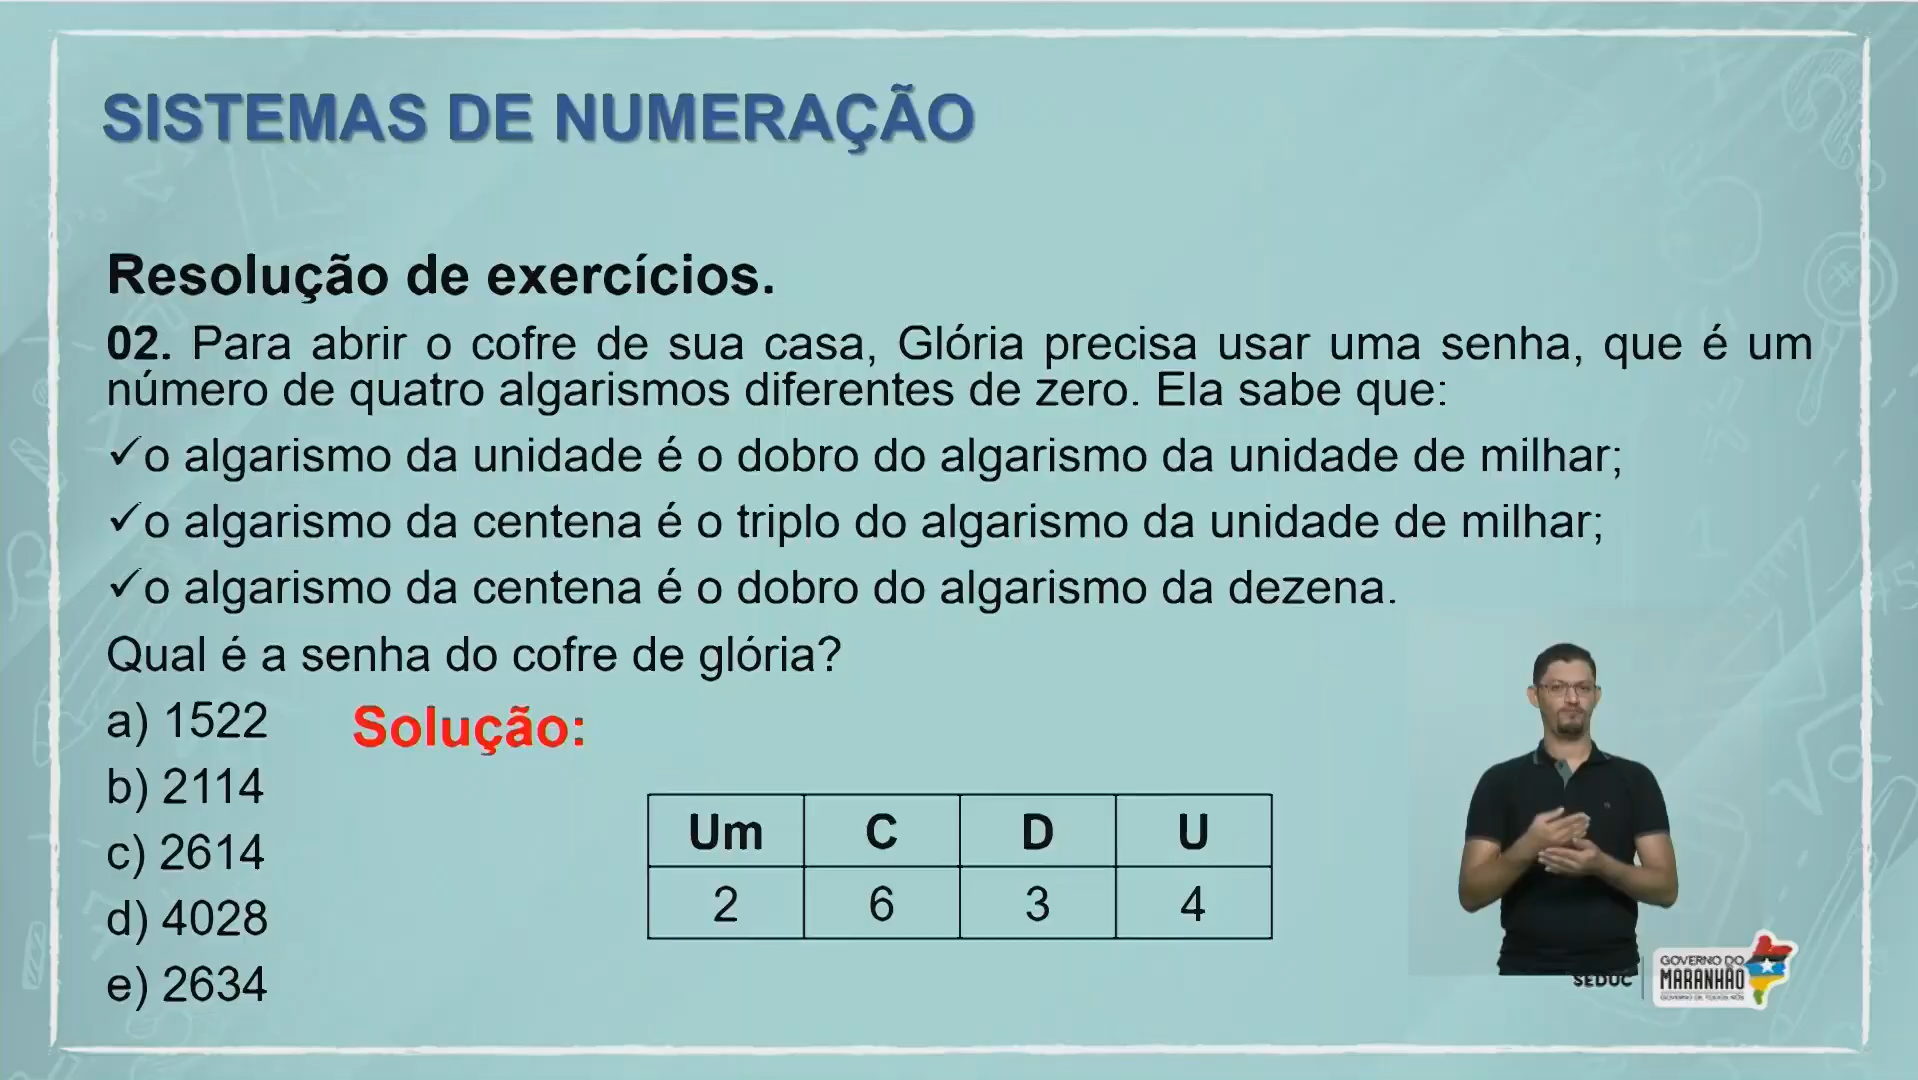 SISTEMAS DE NUMERAÇÃO
Resolução de exercícios.
02. Para abrir o cofre de sua casa, Glória precisa usar uma senha, que é um
número de quatro algarismos diferentes de zero. Ela sabe que:
✓o algarismo da unidade é o dobro do algarismo da unidade de milhar;
✓o algarismo da centena é o triplo do algarismo da unidade de milhar;
✓o algarismo da centena é o dobro do algarismo da dezena.
Qual é a senha do cofre de glória?
a) 1522
Solução:
b) 2114
c) 2614
d) 4028
e) 2634
Um C D U
2 6 3 4
SEDUC
GOVERNO DO
MARANHÃO
GOVERNO DE TODOS NÓS